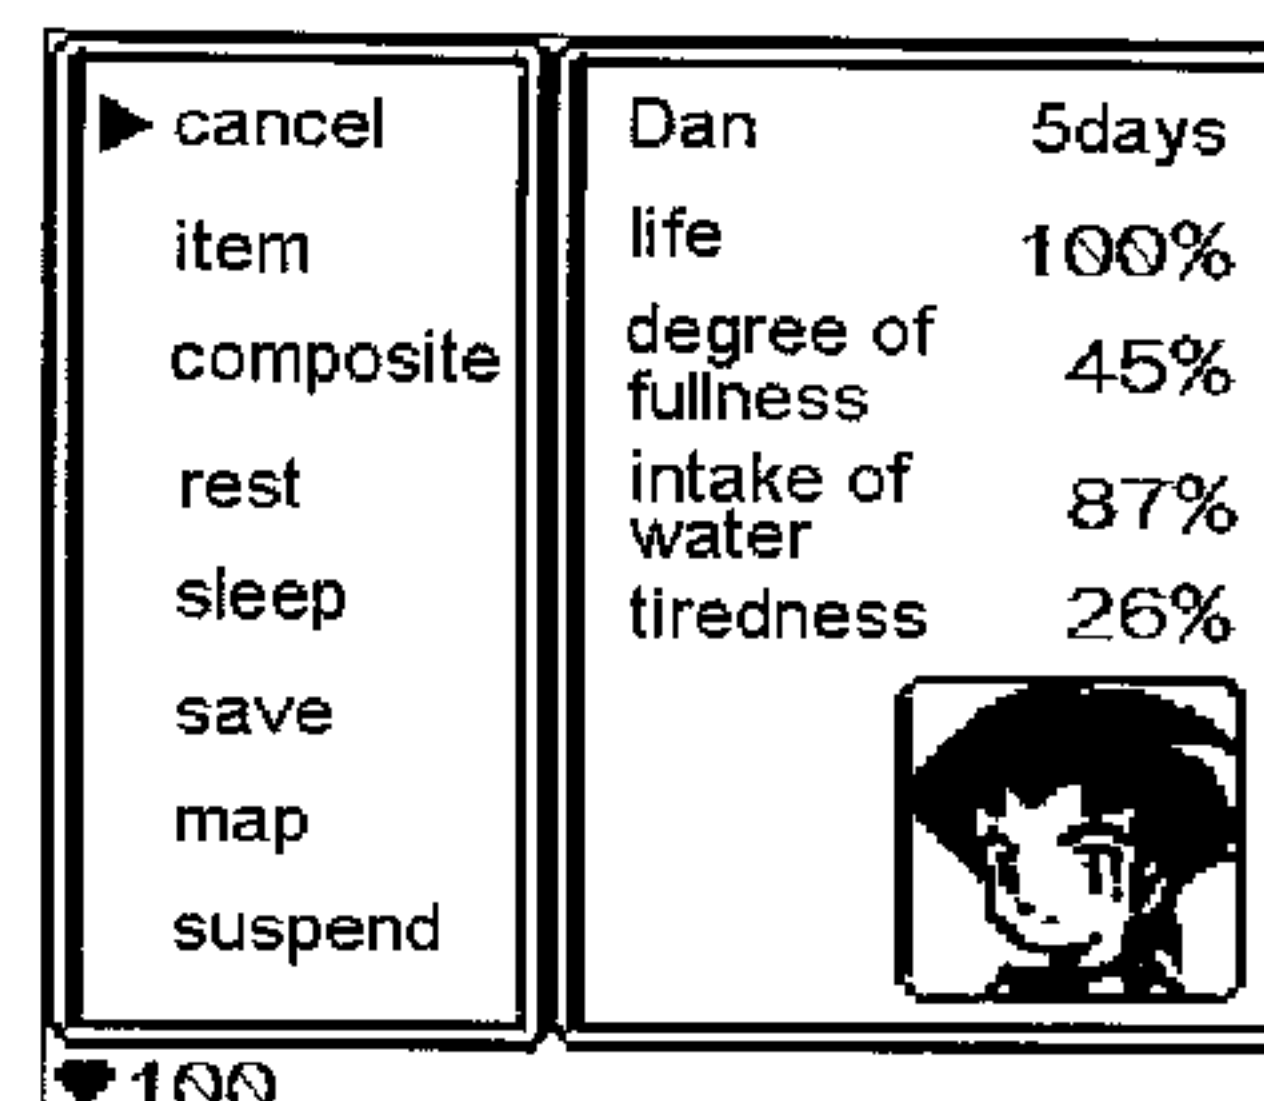 cancel
item
composite
rest
sleep
save
map
suspend
Dan 5days
life 100%
degree of
fullness 45%
intake of
water 87%
tiredness 26%
100